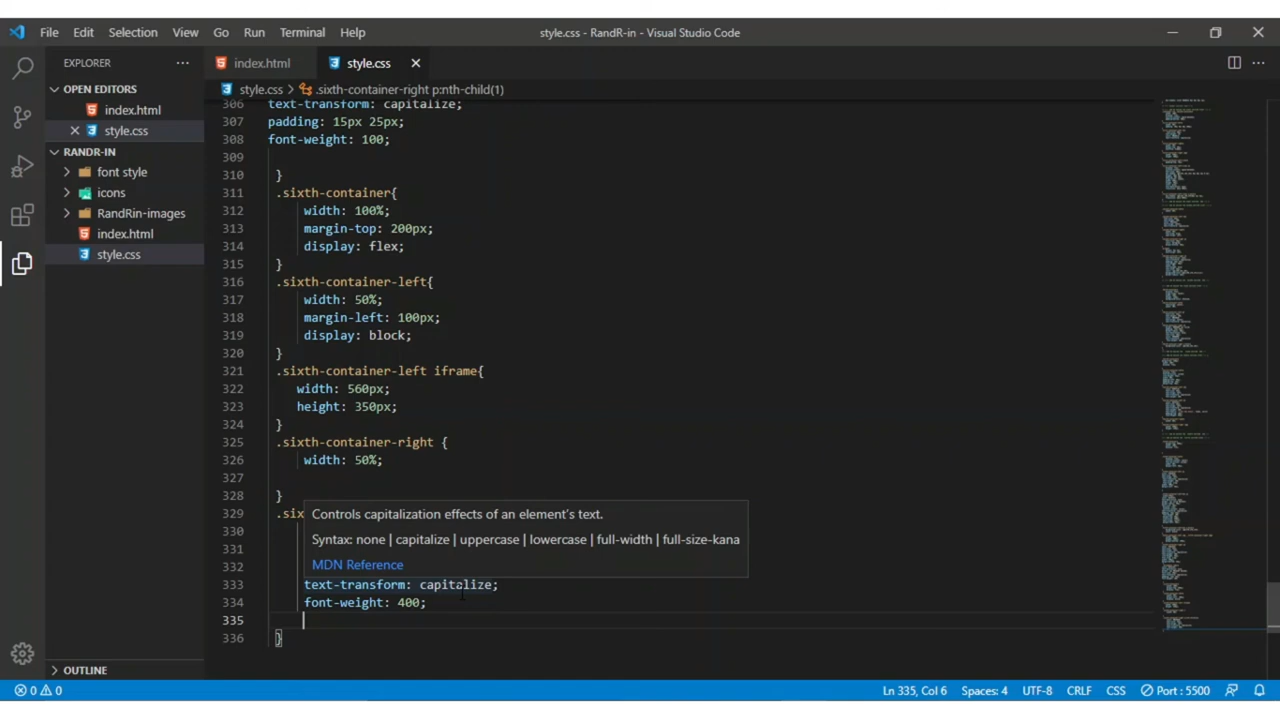 File Edit Selection View Go Run Terminal Help style.css - RandR-in - Visual Studio Code
EXPLORER
OPEN EDITORS
index.html
style.css
RANDR-IN
font style
icons
RandRin-images
index.html
style.css
OUTLINE
index.html style.css
style.css > .sixth-container-right p:nth-child(1)
306 text-transform: capitalize;
307 padding: 15px 25px;
308 font-weight: 100;
309
310 }
311 .sixth-container{
312 width: 100%;
313 margin-top: 200px;
314 display: flex;
315 }
316 .sixth-container-left{
317 width: 50%;
318 margin-left: 100px;
319 display: block;
320 }
321 .sixth-container-left iframe{
322 width: 560px;
323 height: 350px;
324 }
325 .sixth-container-right {
326 width: 50%;
327
328 }
329 .six
Controls capitalization effects of an element's text.
330
Syntax: none | capitalize | uppercase | lowercase | full-width | full-size-kana
331
MDN Reference
332
333 text-transform: capitalize;
334 font-weight: 400;
335
336 }
0 0 Ln 335, Col 6 Spaces: 4 UTF-8 CRLF CSS Port : 5500